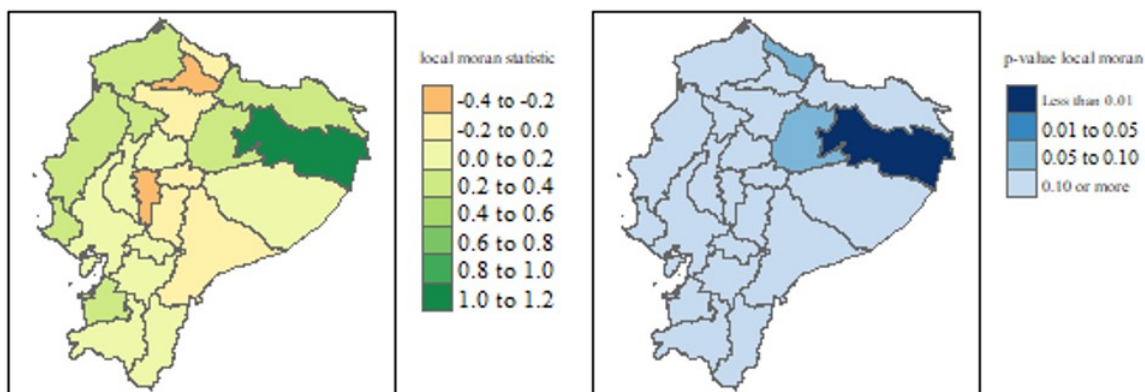 local moran statistic
-0.4 to -0.2
-0.2 to 0.0
0.0 to 0.2
0.2 to 0.4
0.4 to 0.6
0.6 to 0.8
0.8 to 1.0
1.0 to 1.2
p-value local moran
Less than 0.01
0.01 to 0.05
0.05 to 0.10
0.10 or more